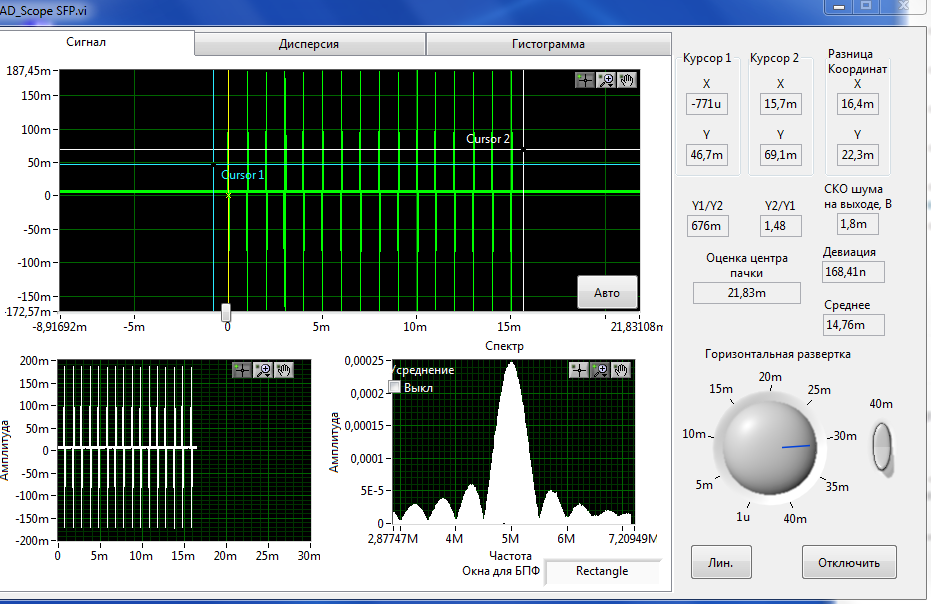 AD_Scope SFP.vi
Сигнал
Дисперсия
Гистограмма
187,45m
150m
100m
50m
0
-50m
-100m
-150m
-172,57m
-8,91692m
-5m
0
5m
10m
15m
21,83108m
Cursor 1
Cursor 2
Авто
Курсор 1
Курсор 2
Разница
Координат
X
X
X
-771u
15,7m
16,4m
Y
Y
Y
46,7m
69,1m
22,3m
Y1/Y2
Y2/Y1
676m
1,48
СКО шума
на выходе, В
1,8m
Оценка центра
пачки
21,83m
Девиация
168,41n
Среднее
14,76m
200m
150m
100m
50m
0
-50m
-100m
-150m
-200m
Амплитуда
0
5m
10m
15m
20m
25m
30m
Спектр
Усреднение
Выкл
0,00025
0,0002
0,00015
0,0001
5E-5
0
Амплитуда
2,87747M
4M
5M
6M
7,20949M
Частота
Окна для БПФ
Rectangle
Горизонтальная развертка
1u
5m
10m
15m
20m
25m
30m
35m
40m
40m
Лин.
Отключить